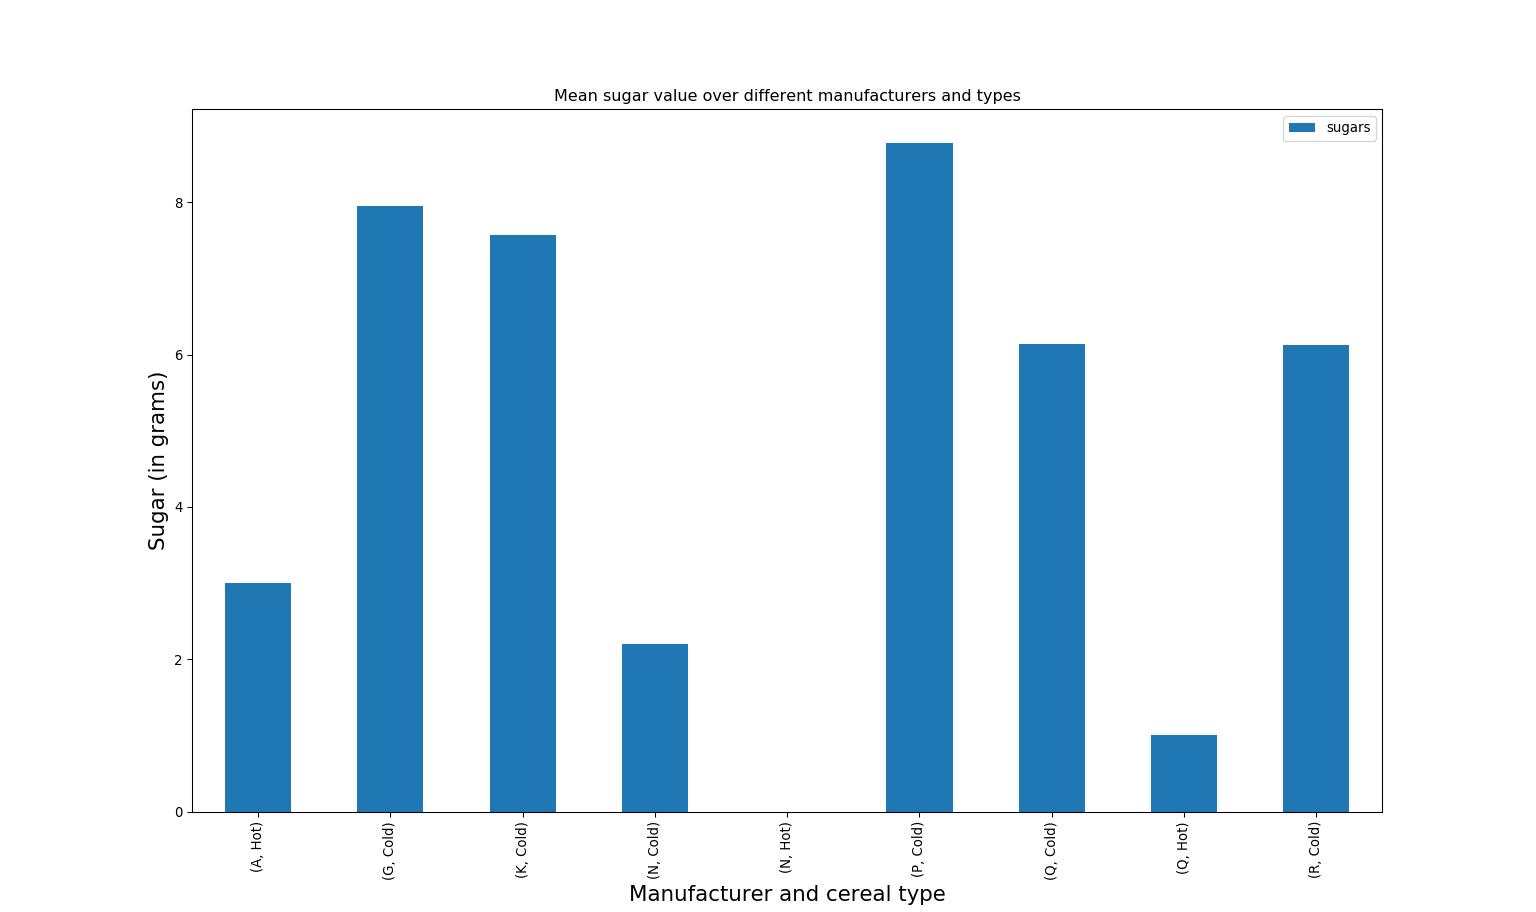 Mean sugar value over different manufacturers and types
sugars
8
6
4
2
0
Sugar (in grams)
(A, Hot)
(G, Cold)
(K, Cold)
(N, Cold)
(N, Hot)
(P, Cold)
(Q, Cold)
(Q, Hot)
(R, Cold)
Manufacturer and cereal type